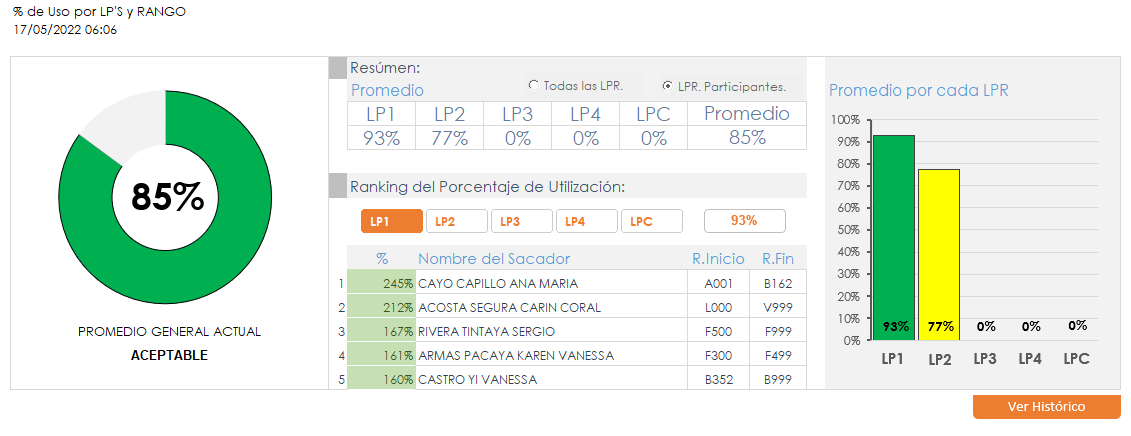 % de Uso por LP'S y RANGO
17/05/2022 06:06
85%
PROMEDIO GENERAL ACTUAL
ACEPTABLE
Resúmen:
Promedio
Todas las LPR.
LPR. Participantes.
LP1 LP2 LP3 LP4 LPC Promedio
93% 77% 0% 0% 0% 85%
Ranking del Porcentaje de Utilización:
LP1 LP2 LP3 LP4 LPC 93%
% Nombre del Sacador R.Inicio R.Fin
1 245% CAYO CAPILLO ANA MARIA A001 B162
2 212% ACOSTA SEGURA CARIN CORAL L000 V999
3 167% RIVERA TINTAYA SERGIO F500 F999
4 161% ARMAS PACAYA KAREN VANESSA F300 F499
5 160% CASTRO YI VANESSA B352 B999
Promedio por cada LPR
100%
90%
80%
70%
60%
50%
40%
30%
20%
10%
0%
93% 77% 0% 0% 0%
LP1 LP2 LP3 LP4 LPC
Ver Histórico